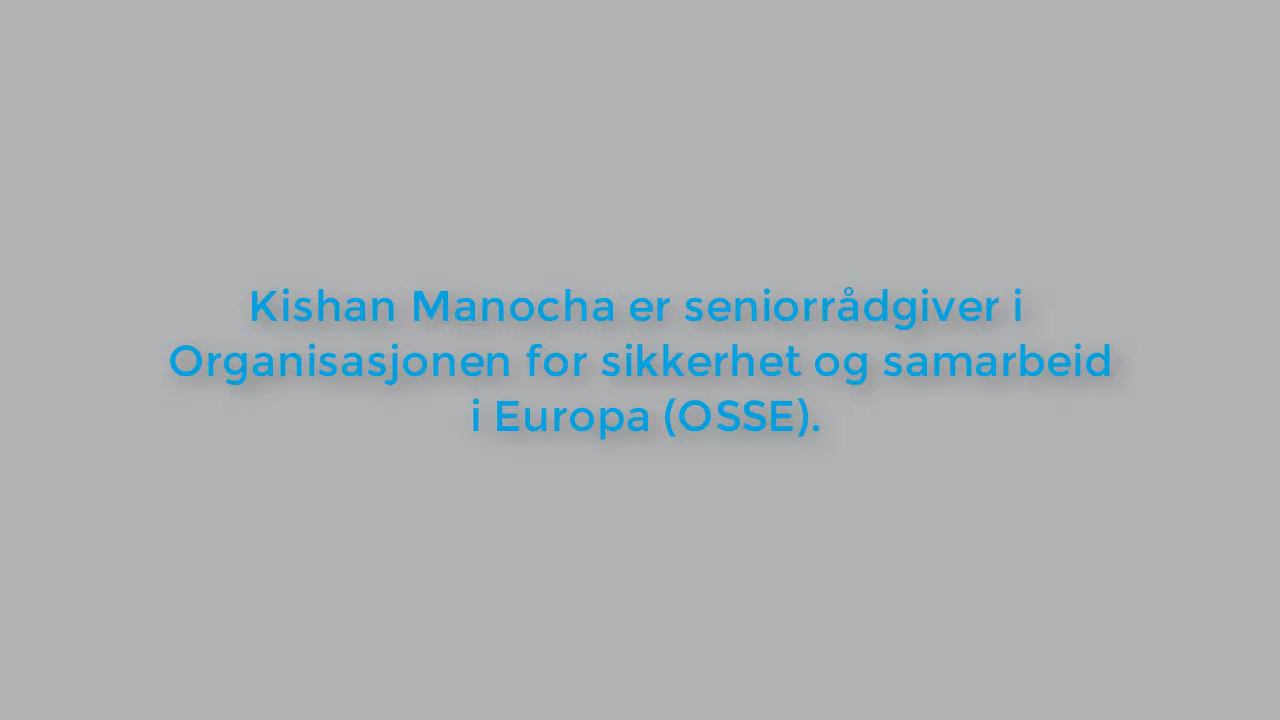 Kishan Manocha er seniorrådgiver i
Organisasjonen for sikkerhet og samarbeid
i Europa (OSSE).